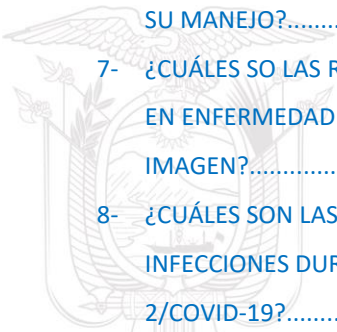 SU MANEJO?.........
7- ¿CUÁLES SO LAS R
EN ENFERMEDAD
IMAGEN?.............
8- ¿CUÁLES SON LAS
INFECCIONES DUR
2/COVID-19?.........